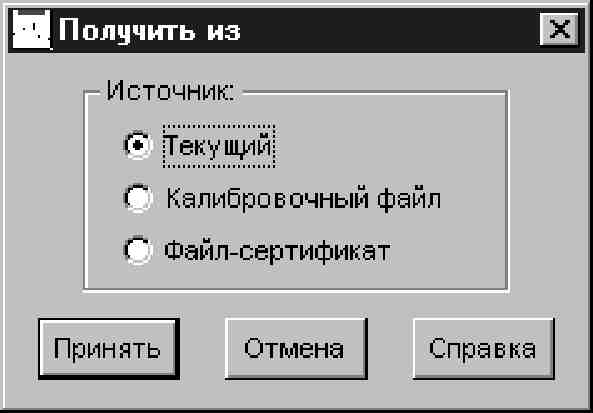 Получить из
Источник:
Текущий
Калибровочный файл
Файл-сертификат
Принять Отмена Справка